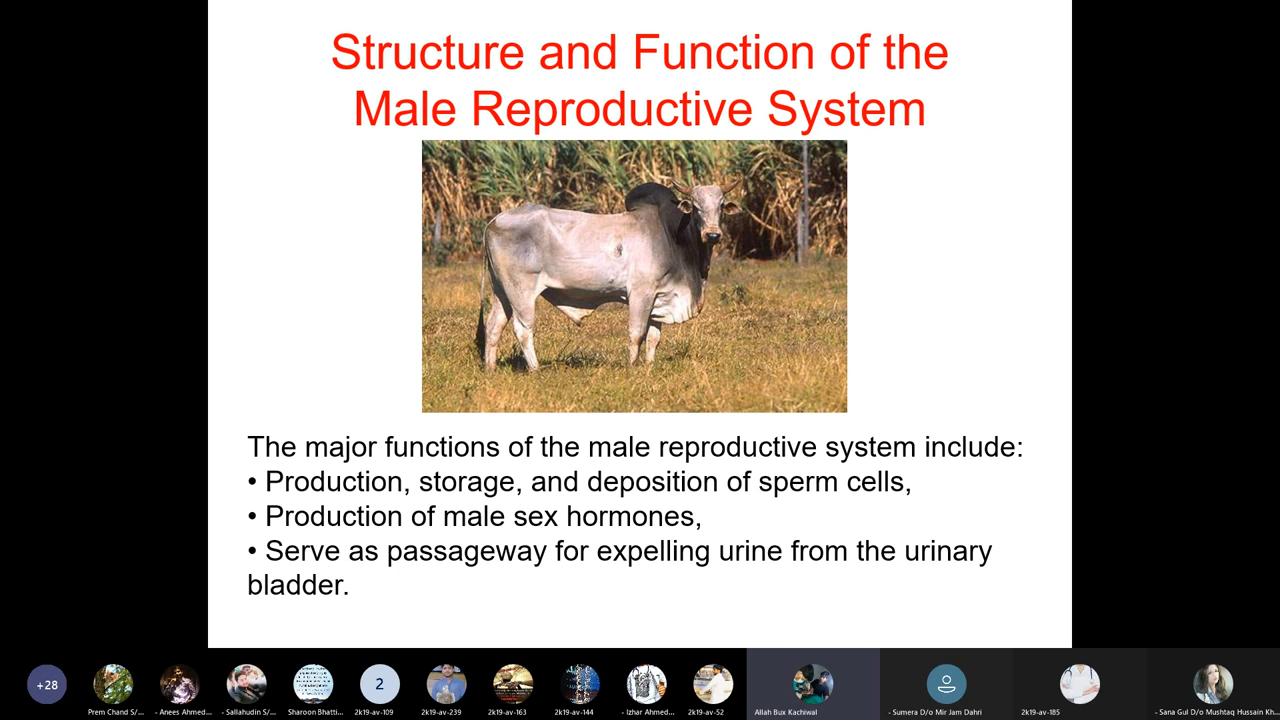 Structure and Function of the
Male Reproductive System
The major functions of the male reproductive system include:
• Production, storage, and deposition of sperm cells,
• Production of male sex hormones,
• Serve as passageway for expelling urine from the urinary
bladder.
+28
Prem Chand S/...
- Anees Ahmed...
- Sallahudin S/...
Sharoon Bhatti...
2
2k19-av-109
2k19-av-239
2k19-av-163
2k19-av-144
- Izhar Ahmed...
2k19-av-52
Allah Bux Kachiwal
- Sumera D/o Mir Jam Dahri
2k19-av-185
- Sana Gul D/o Mushtaq Hussain Kh...